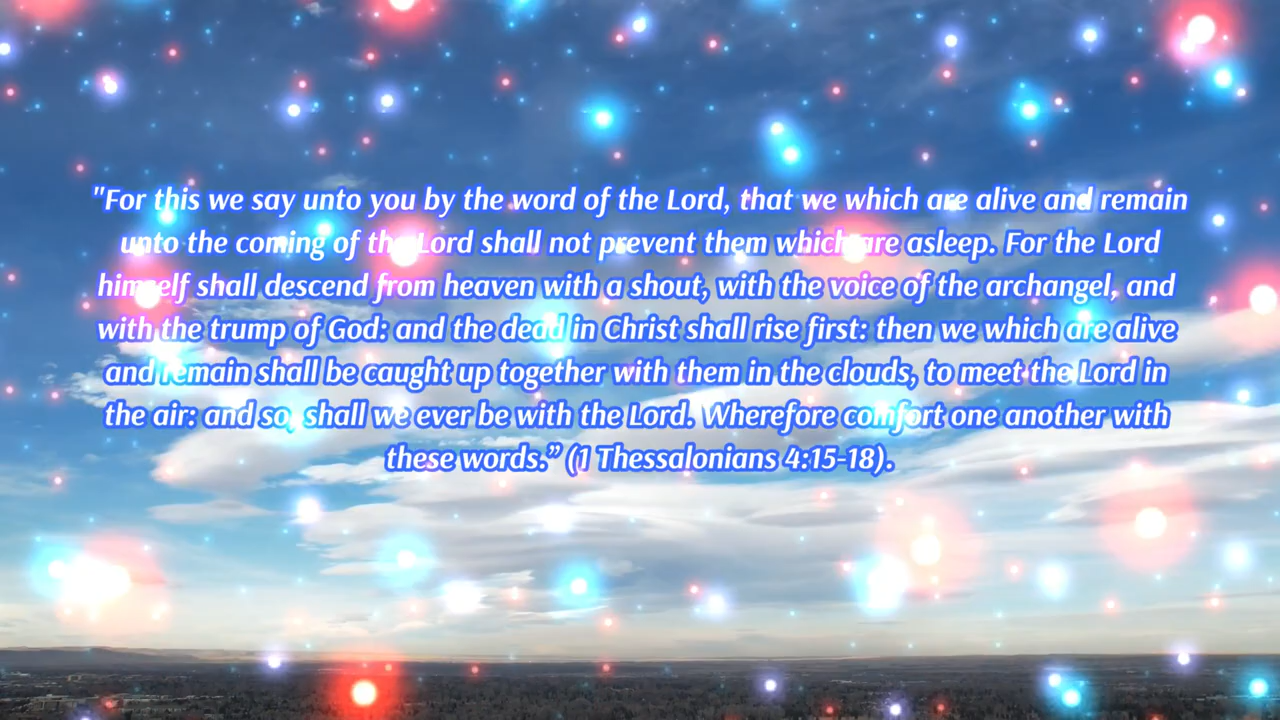 "For this we say unto you by the word of the Lord, that we which are alive and remain
unto the coming of the Lord shall not prevent them which are asleep. For the Lord
himself shall descend from heaven with a shout, with the voice of the archangel, and
with the trump of God: and the dead in Christ shall rise first: then we which are alive
and remain shall be caught up together with them in the clouds, to meet the Lord in
the air: and so, shall we ever be with the Lord. Wherefore comfort one another with
these words.” (1 Thessalonians 4:15-18).